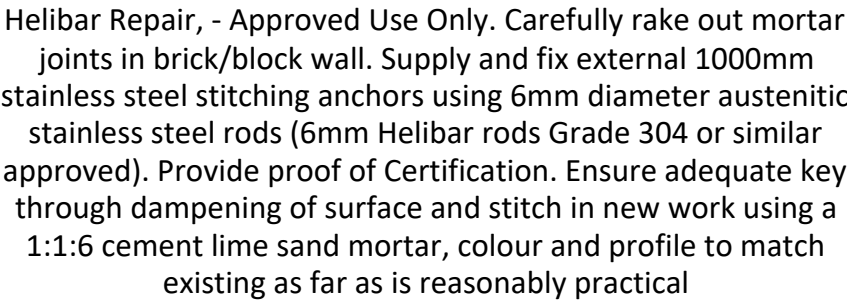 Helibar Repair, - Approved Use Only. Carefully rake out mortar
joints in brick/block wall. Supply and fix external 1000mm
stainless steel stitching anchors using 6mm diameter austenitic
stainless steel rods (6mm Helibar rods Grade 304 or similar
approved). Provide proof of Certification. Ensure adequate key
through dampening of surface and stitch in new work using a
1:1:6 cement lime sand mortar, colour and profile to match
existing as far as is reasonably practical